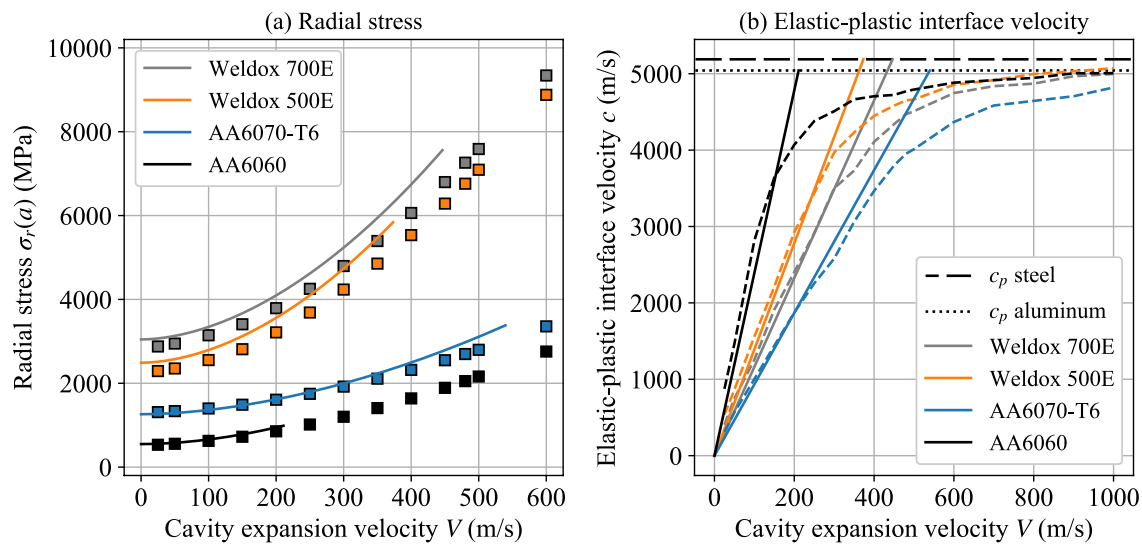 (a) Radial stress
Radial stress σr(a) (MPa)
10000
8000
6000
4000
2000
0
Weldox 700E
Weldox 500E
AA6070-T6
AA6060
0 100 200 300 400 500 600
Cavity expansion velocity V (m/s)
(b) Elastic-plastic interface velocity
Elastic-plastic interface velocity c (m/s)
5000
4000
3000
2000
1000
0
cp steel
cp aluminum
Weldox 700E
Weldox 500E
AA6070-T6
AA6060
0 200 400 600 800 1000
Cavity expansion velocity V (m/s)